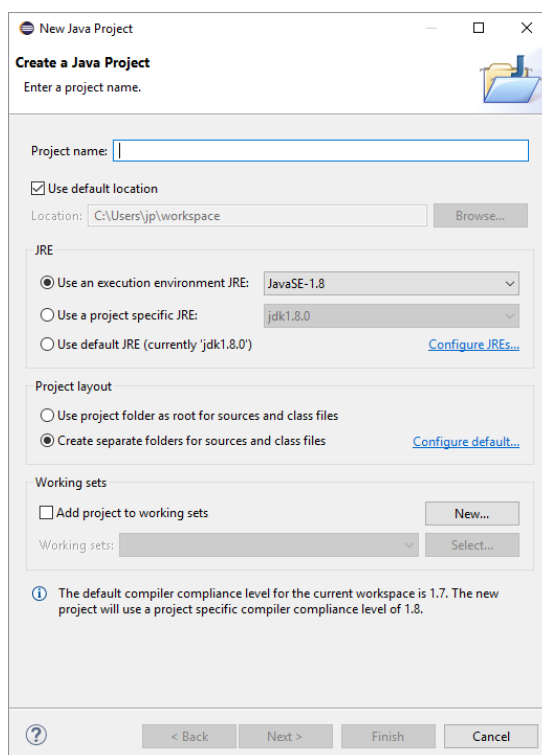 New Java Project
Create a Java Project
Enter a project name.
Project name:
Use default location
Location: C:\Users\jp\workspace Browse...
JRE
Use an execution environment JRE: JavaSE-1.8
Use a project specific JRE: jdk1.8.0
Use default JRE (currently 'jdk1.8.0') Configure JREs...
Project layout
Use project folder as root for sources and class files
Create separate folders for sources and class files Configure default...
Working sets
Add project to working sets New...
Working sets: Select...
The default compiler compliance level for the current workspace is 1.7. The new
project will use a project specific compiler compliance level of 1.8.
? < Back Next > Finish Cancel